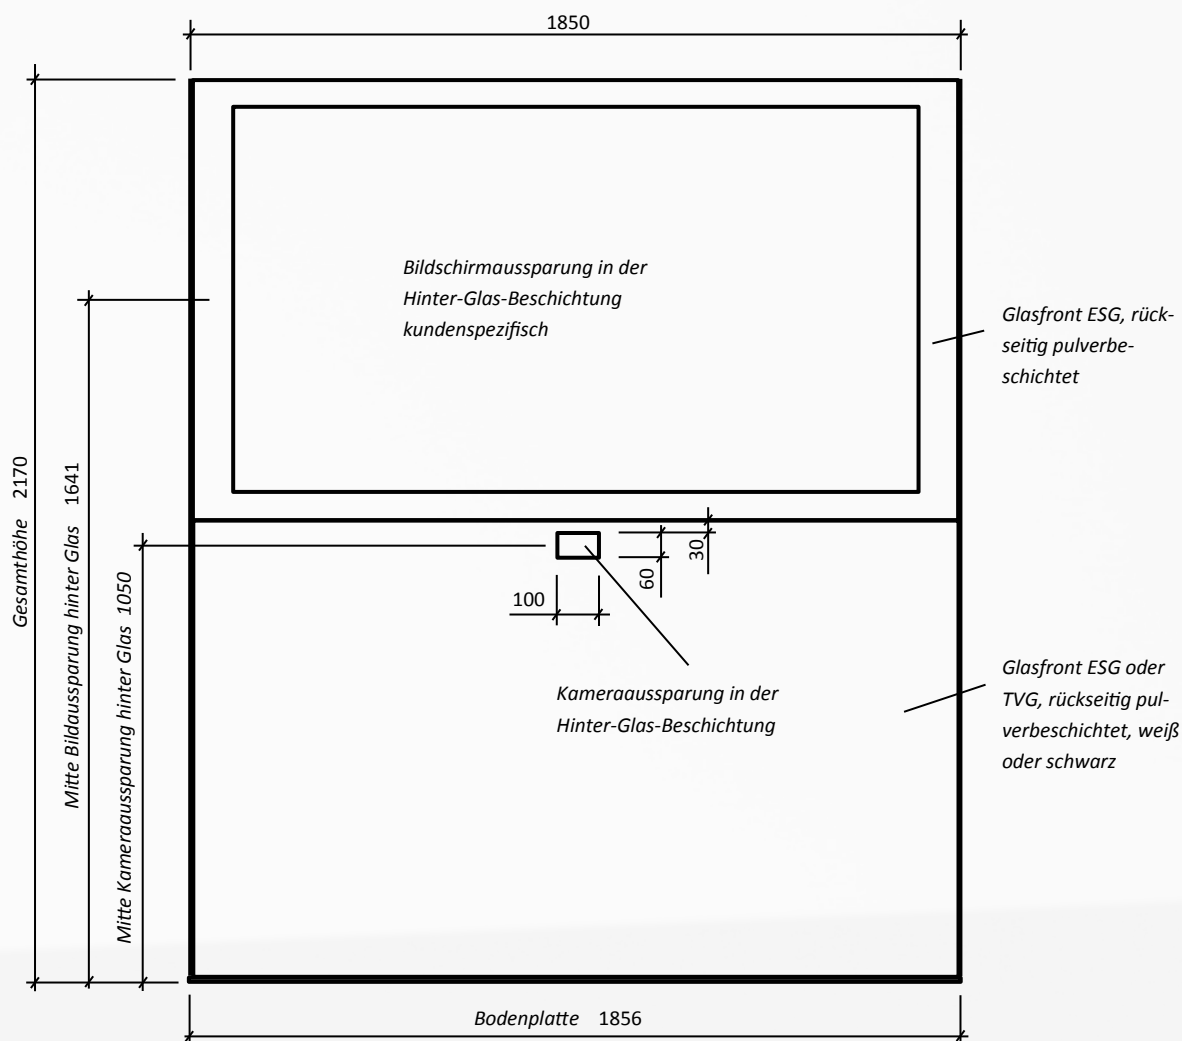 1850
Bildschirmaussparung in der
Hinter-Glas-Beschichtung
kundenspezifisch
Glasfront ESG, rück-
seitig pulverbe-
schichtet
Gesamthöhe 2170
Mitte Bildaussparung hinter Glas 1641
Mitte Kameraaussparung hinter Glas 1050
30
60
100
Kameraaussparung in der
Hinter-Glas-Beschichtung
Glasfront ESG oder
TVG, rückseitig pul-
verbeschichtet, weiß
oder schwarz
Bodenplatte 1856